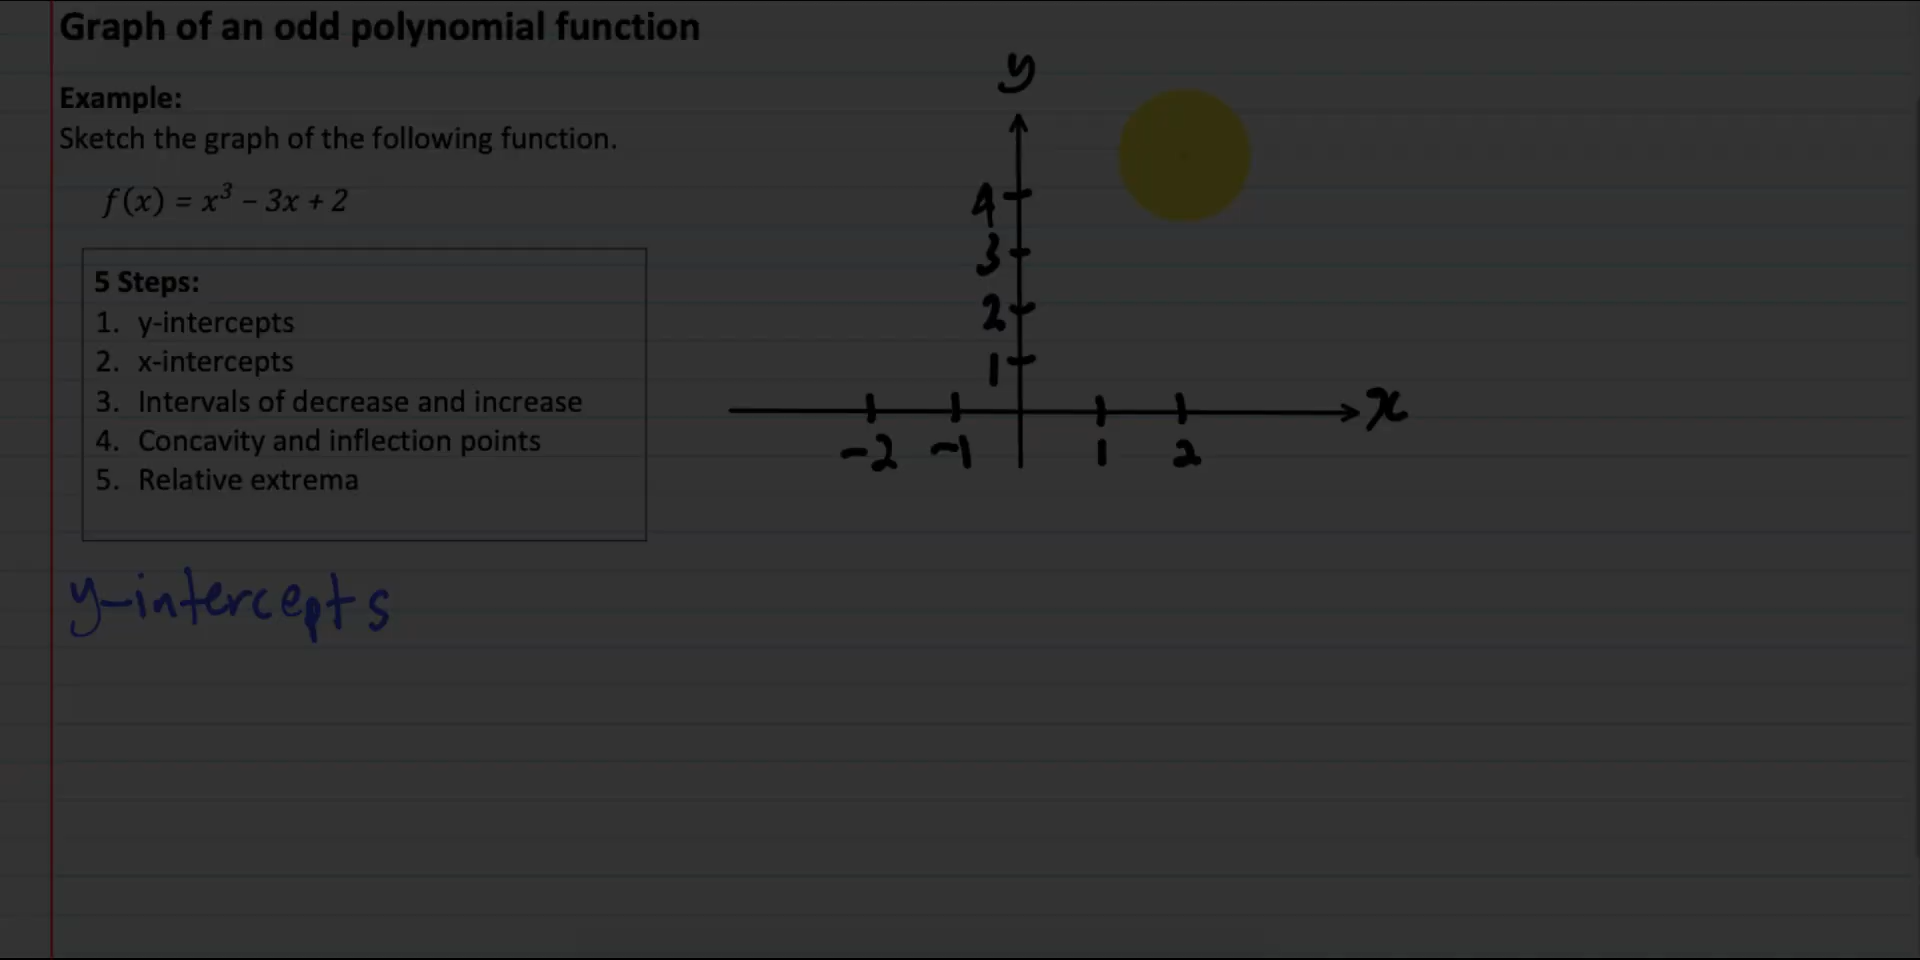 Graph of an odd polynomial function
Example:
Sketch the graph of the following function.
f(x) = x³ − 3x + 2
5 Steps:
1. y-intercepts
2. x-intercepts
3. Intervals of decrease and increase
4. Concavity and inflection points
5. Relative extrema
y-intercepts
y
4
3
2
1
x
-2 -1 1 2